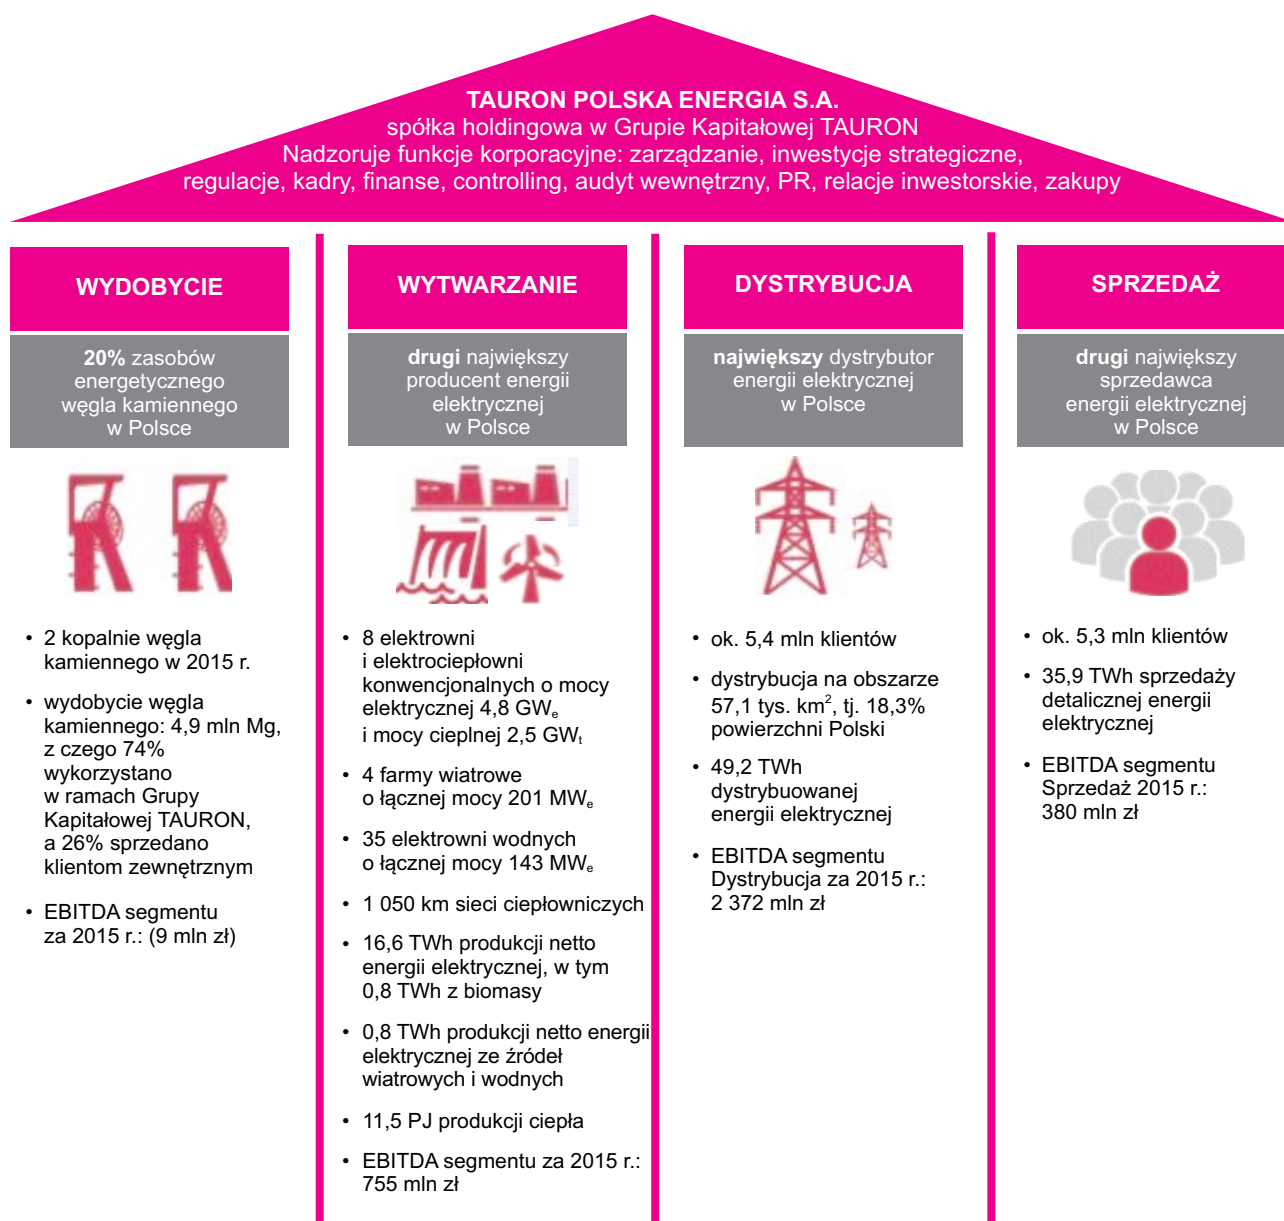 TAURON POLSKA ENERGIA S.A.
spółka holdingowa w Grupie Kapitałowej TAURON
Nadzoruje funkcje korporacyjne: zarządzanie, inwestycje strategiczne,
regulacje, kadry, finanse, controlling, audyt wewnętrzny, PR, relacje inwestorskie, zakupy
WYDOBYCIE
20% zasobów
energetycznego
węgla kamiennego
w Polsce
• 2 kopalnie węgla
kamiennego w 2015 r.
• wydobycie węgla
kamiennego: 4,9 mln Mg,
z czego 74%
wykorzystano
w ramach Grupy
Kapitałowej TAURON,
a 26% sprzedano
klientom zewnętrznym
• EBITDA segmentu
za 2015 r.: (9 mln zł)
WYTWARZANIE
drugi największy
producent energii
elektrycznej
w Polsce
• 8 elektrowni
i elektrociepłowni
konwencjonalnych o mocy
elektrycznej 4,8 GWₑ
i mocy cieplnej 2,5 GWₜ
• 4 farmy wiatrowe
o łącznej mocy 201 MWₑ
• 35 elektrowni wodnych
o łącznej mocy 143 MWₑ
• 1 050 km sieci ciepłowniczych
• 16,6 TWh produkcji netto
energii elektrycznej, w tym
0,8 TWh z biomasy
• 0,8 TWh produkcji netto energii
elektrycznej ze źródeł
wiatrowych i wodnych
• 11,5 PJ produkcji ciepła
• EBITDA segmentu za 2015 r.:
755 mln zł
DYSTRYBUCJA
największy dystrybutor
energii elektrycznej
w Polsce
• ok. 5,4 mln klientów
• dystrybucja na obszarze
57,1 tys. km², tj. 18,3%
powierzchni Polski
• 49,2 TWh
dystrybuowanej
energii elektrycznej
• EBITDA segmentu
Dystrybucja za 2015 r.:
2 372 mln zł
SPRZEDAŻ
drugi największy
sprzedawca
energii elektrycznej
w Polsce
• ok. 5,3 mln klientów
• 35,9 TWh sprzedaży
detalicznej energii
elektrycznej
• EBITDA segmentu
Sprzedaż 2015 r.:
380 mln zł